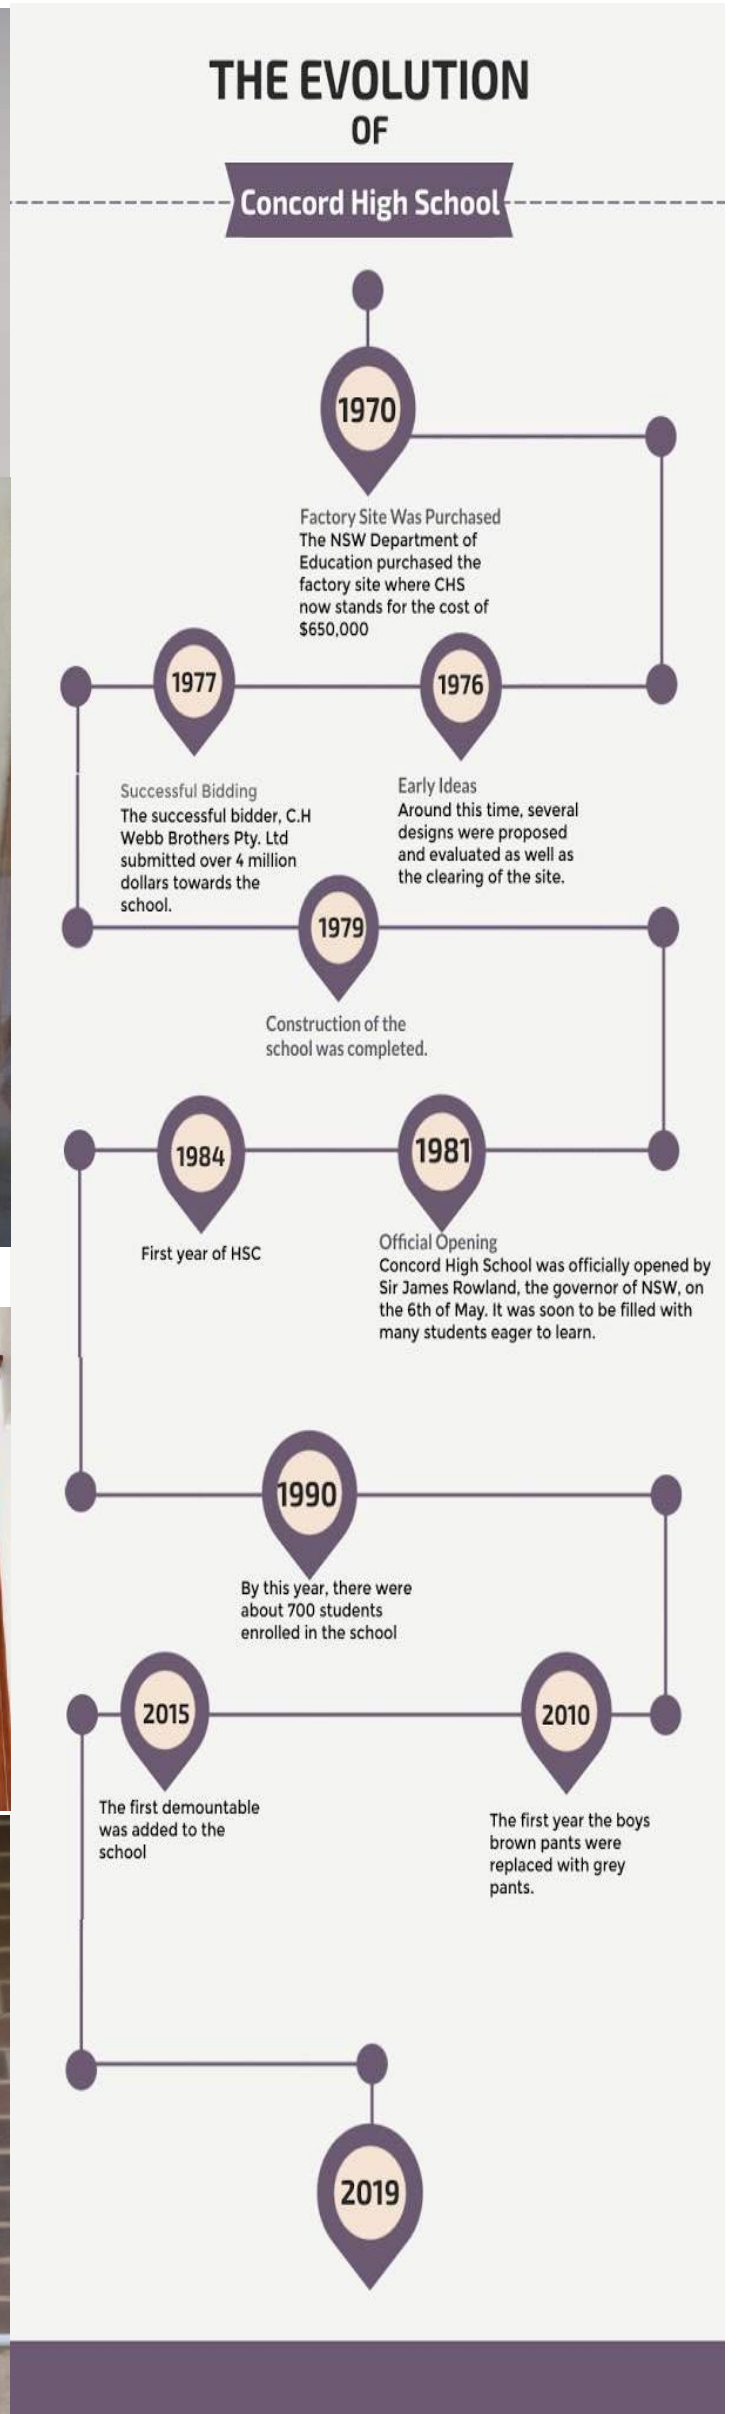 THE EVOLUTION
OF
Concord High School
1970
Factory Site Was Purchased
The NSW Department of
Education purchased the
factory site where CHS
now stands for the cost of
$650,000
1976
Early Ideas
Around this time, several
designs were proposed
and evaluated as well as
the clearing of the site.
1977
Successful Bidding
The successful bidder, C.H
Webb Brothers Pty. Ltd
submitted over 4 million
dollars towards the
school.
1979
Construction of the
school was completed.
1981
Official Opening
Concord High School was officially opened by
Sir James Rowland, the governor of NSW, on
the 6th of May. It was soon to be filled with
many students eager to learn.
1984
First year of HSC
1990
By this year, there were
about 700 students
enrolled in the school
2010
The first year the boys
brown pants were
replaced with grey
pants.
2015
The first demountable
was added to the
school
2019